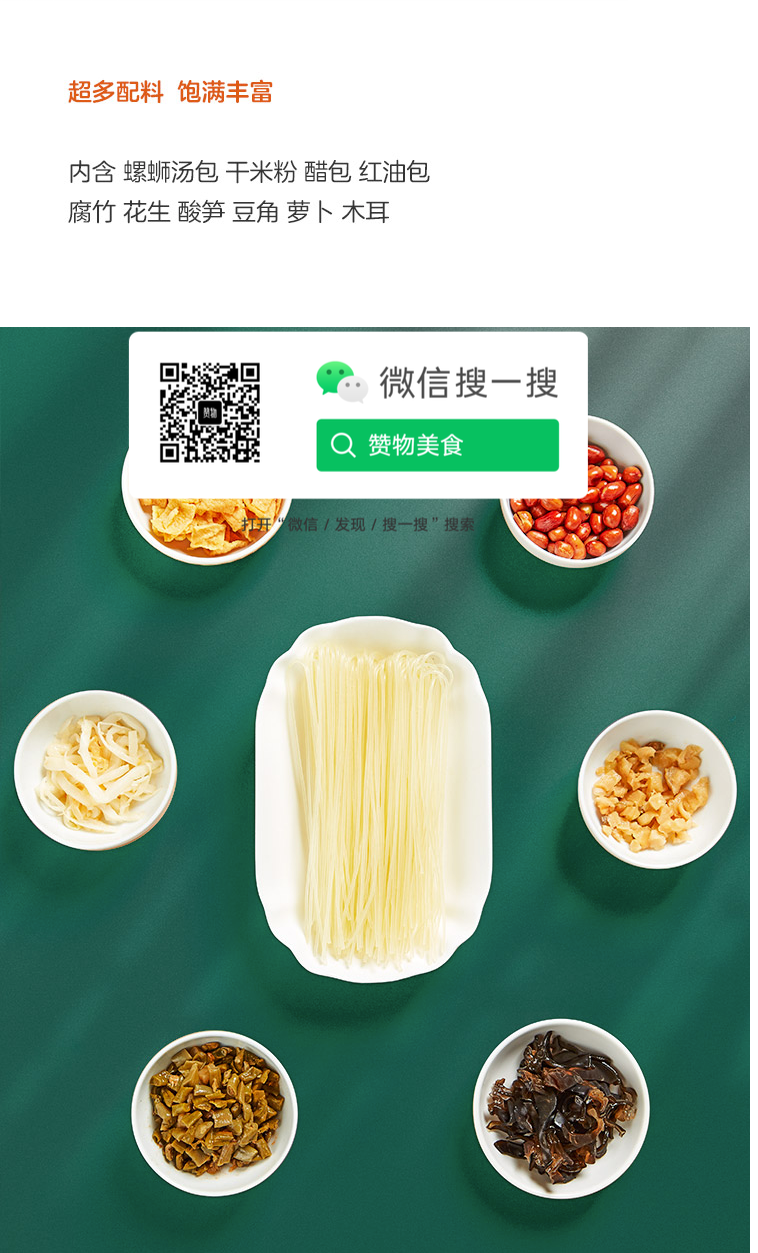 超多配料 饱满丰富
内含 螺蛳汤包 干米粉 醋包 红油包
腐竹 花生 酸笋 豆角 萝卜 木耳
赞物
微信搜一搜
赞物美食
打开“微信 / 发现 / 搜一搜”搜索